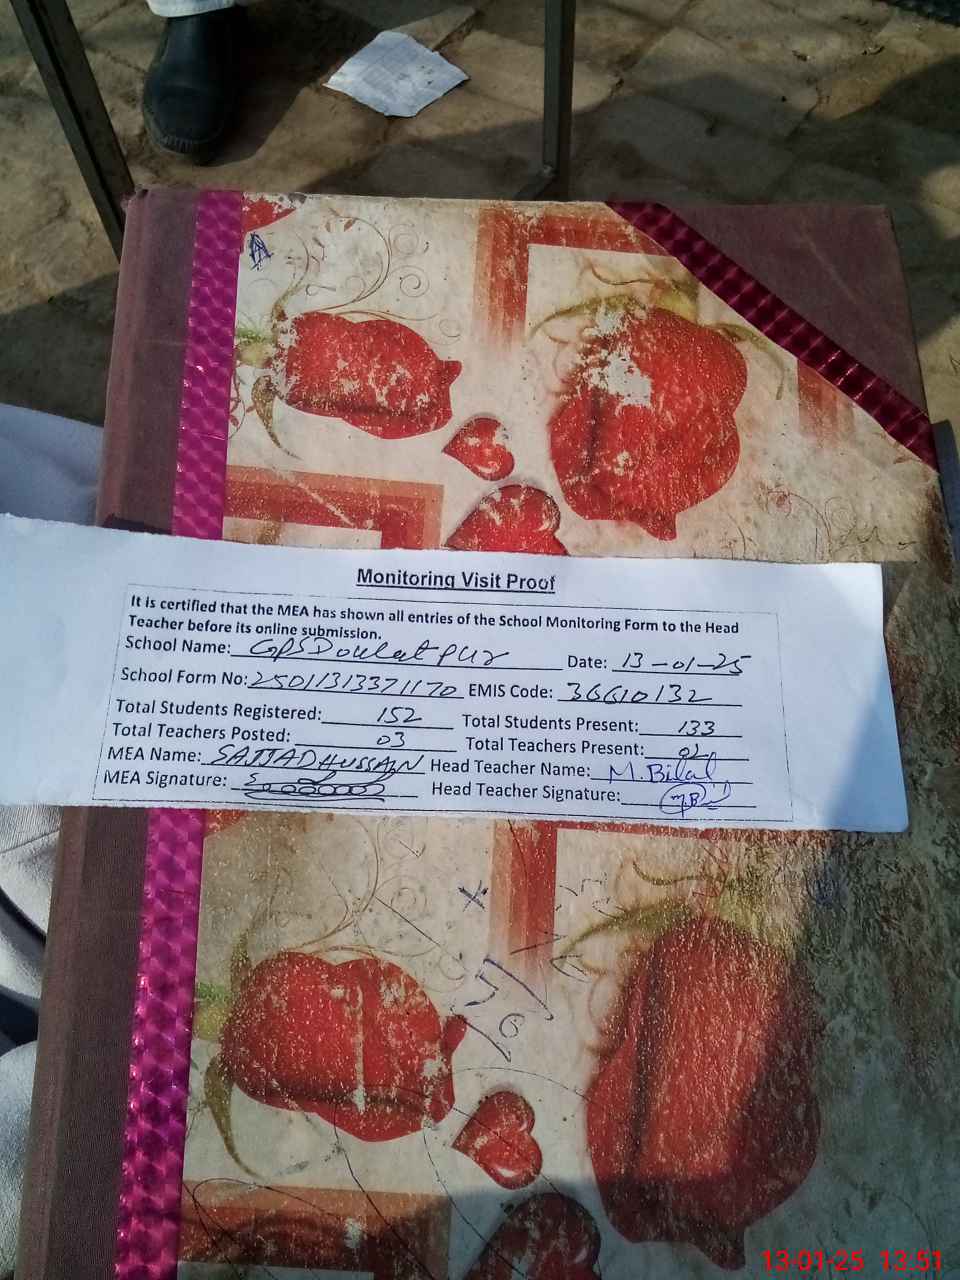 A
Monitoring Visit Proof
It is certified that the MEA has shown all entries of the School Monitoring Form to the Head
Teacher before its online submission.
School Name: GPS Doulat pur Date: 13-01-25
School Form No: 25011313371170 EMIS Code: 36610132
Total Students Registered: 152 Total Students Present: 133
Total Teachers Posted: 03 Total Teachers Present: 02
MEA Name: SAJJAD HUSSAIN Head Teacher Name: M. Bilal
MEA Signature: Head Teacher Signature:
x
13-01-25 13:51